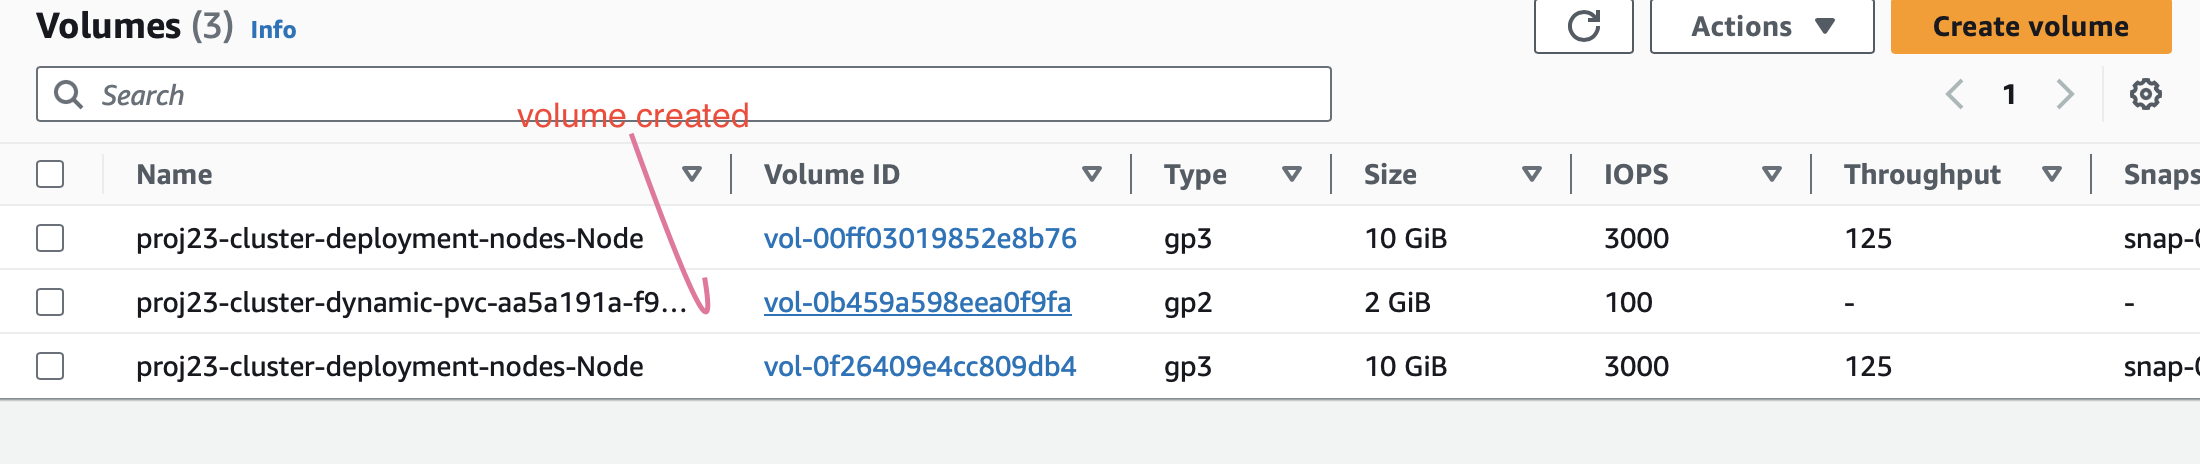 Volumes (3) Info Actions Create volume
Search 1
volume created
Name Volume ID Type Size IOPS Throughput Snaps
proj23-cluster-deployment-nodes-Node vol-00ff03019852e8b76 gp3 10 GiB 3000 125 snap-0
proj23-cluster-dynamic-pvc-aa5a191a-f9... vol-0b459a598eea0f9fa gp2 2 GiB 100 - -
proj23-cluster-deployment-nodes-Node vol-0f26409e4cc809db4 gp3 10 GiB 3000 125 snap-0